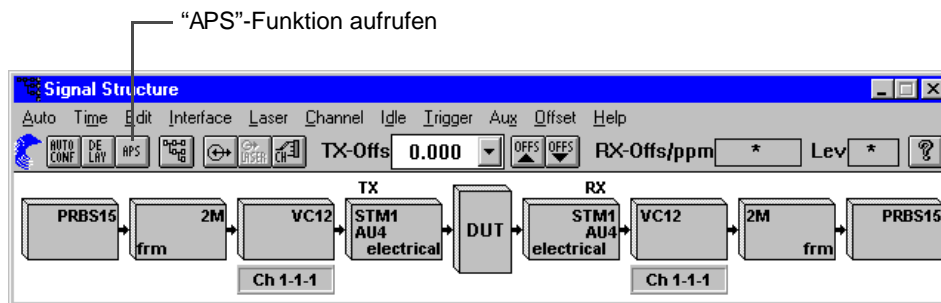 “APS”-Funktion aufrufen
Signal Structure
Auto Time Edit Interface Laser Channel Idle Trigger Aux Offset Help
AUTO CONF DE LAY APS LASER CH TX-Offs 0.000 OFFS OFFS RX-Offs/ppm * Lev * ?
TX RX
PRBS15 2M frm VC12 STM1 AU4 electrical DUT STM1 AU4 electrical VC12 2M frm PRBS15
Ch 1-1-1 Ch 1-1-1